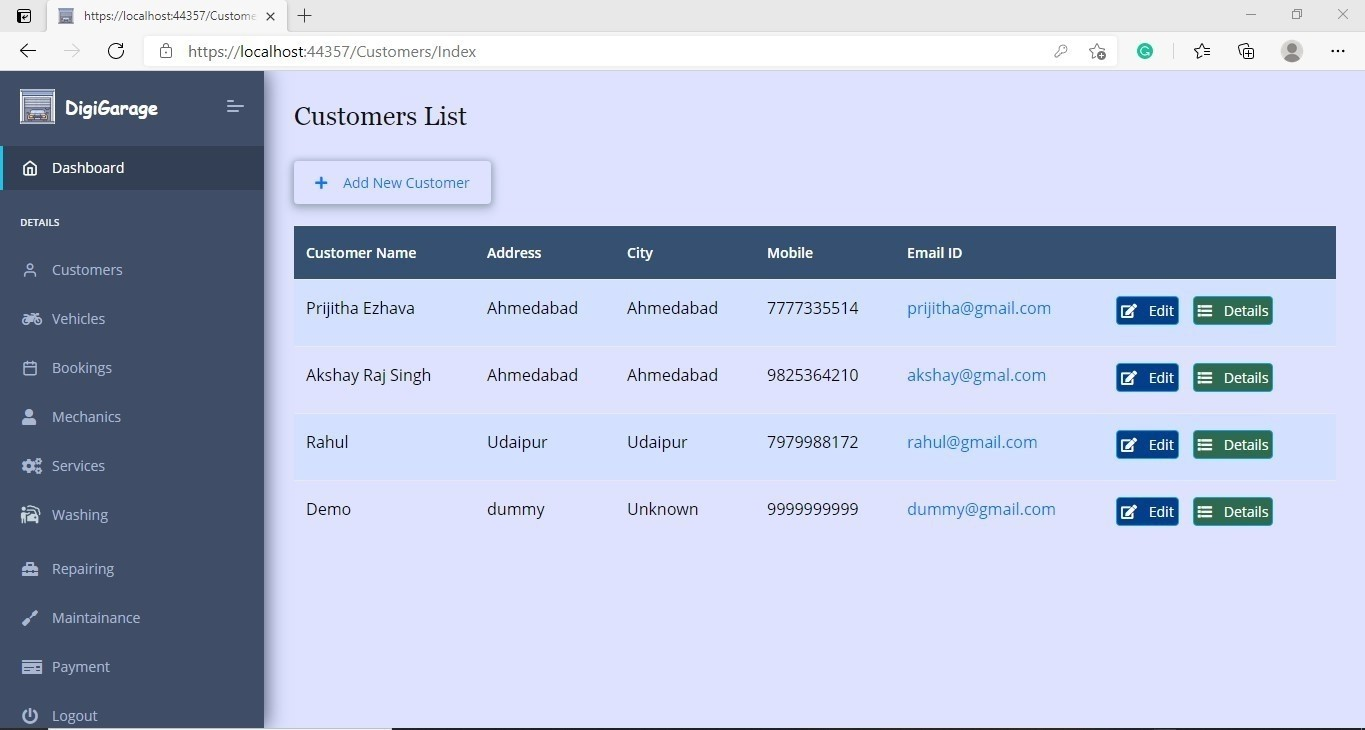 https://localhost:44357/Custome
https://localhost:44357/Customers/Index
DigiGarage
Dashboard
DETAILS
Customers
Vehicles
Bookings
Mechanics
Services
Washing
Repairing
Maintainance
Payment
Logout
Customers List
Add New Customer
Customer Name Address City Mobile Email ID
Prijitha Ezhava Ahmedabad Ahmedabad 7777335514 prijitha@gmail.com Edit Details
Akshay Raj Singh Ahmedabad Ahmedabad 9825364210 akshay@gmal.com Edit Details
Rahul Udaipur Udaipur 7979988172 rahul@gmail.com Edit Details
Demo dummy Unknown 9999999999 dummy@gmail.com Edit Details